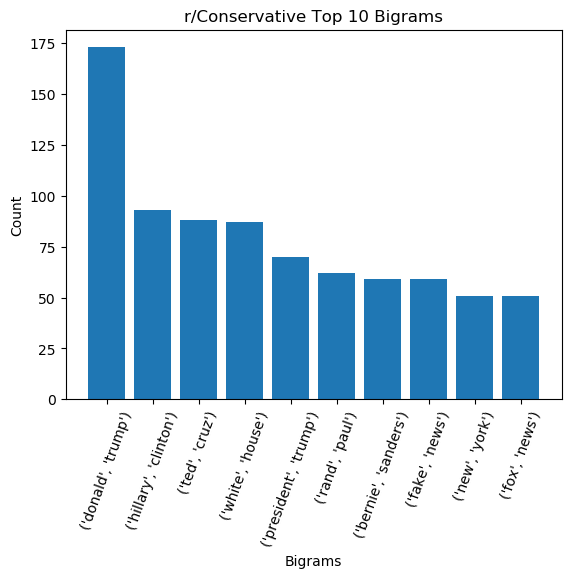 r/Conservative Top 10 Bigrams
175
150
125
100
75
50
25
0
Count
('donald', 'trump')
('hillary', 'clinton')
('ted', 'cruz')
('white', 'house')
('president', 'trump')
('rand', 'paul')
('bernie', 'sanders')
('fake', 'news')
('new', 'york')
('fox', 'news')
Bigrams